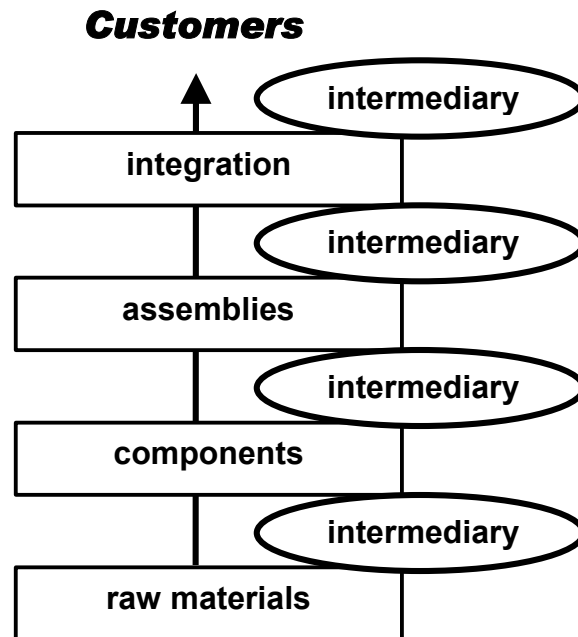 Customers
intermediary
integration
intermediary
assemblies
intermediary
components
intermediary
raw materials